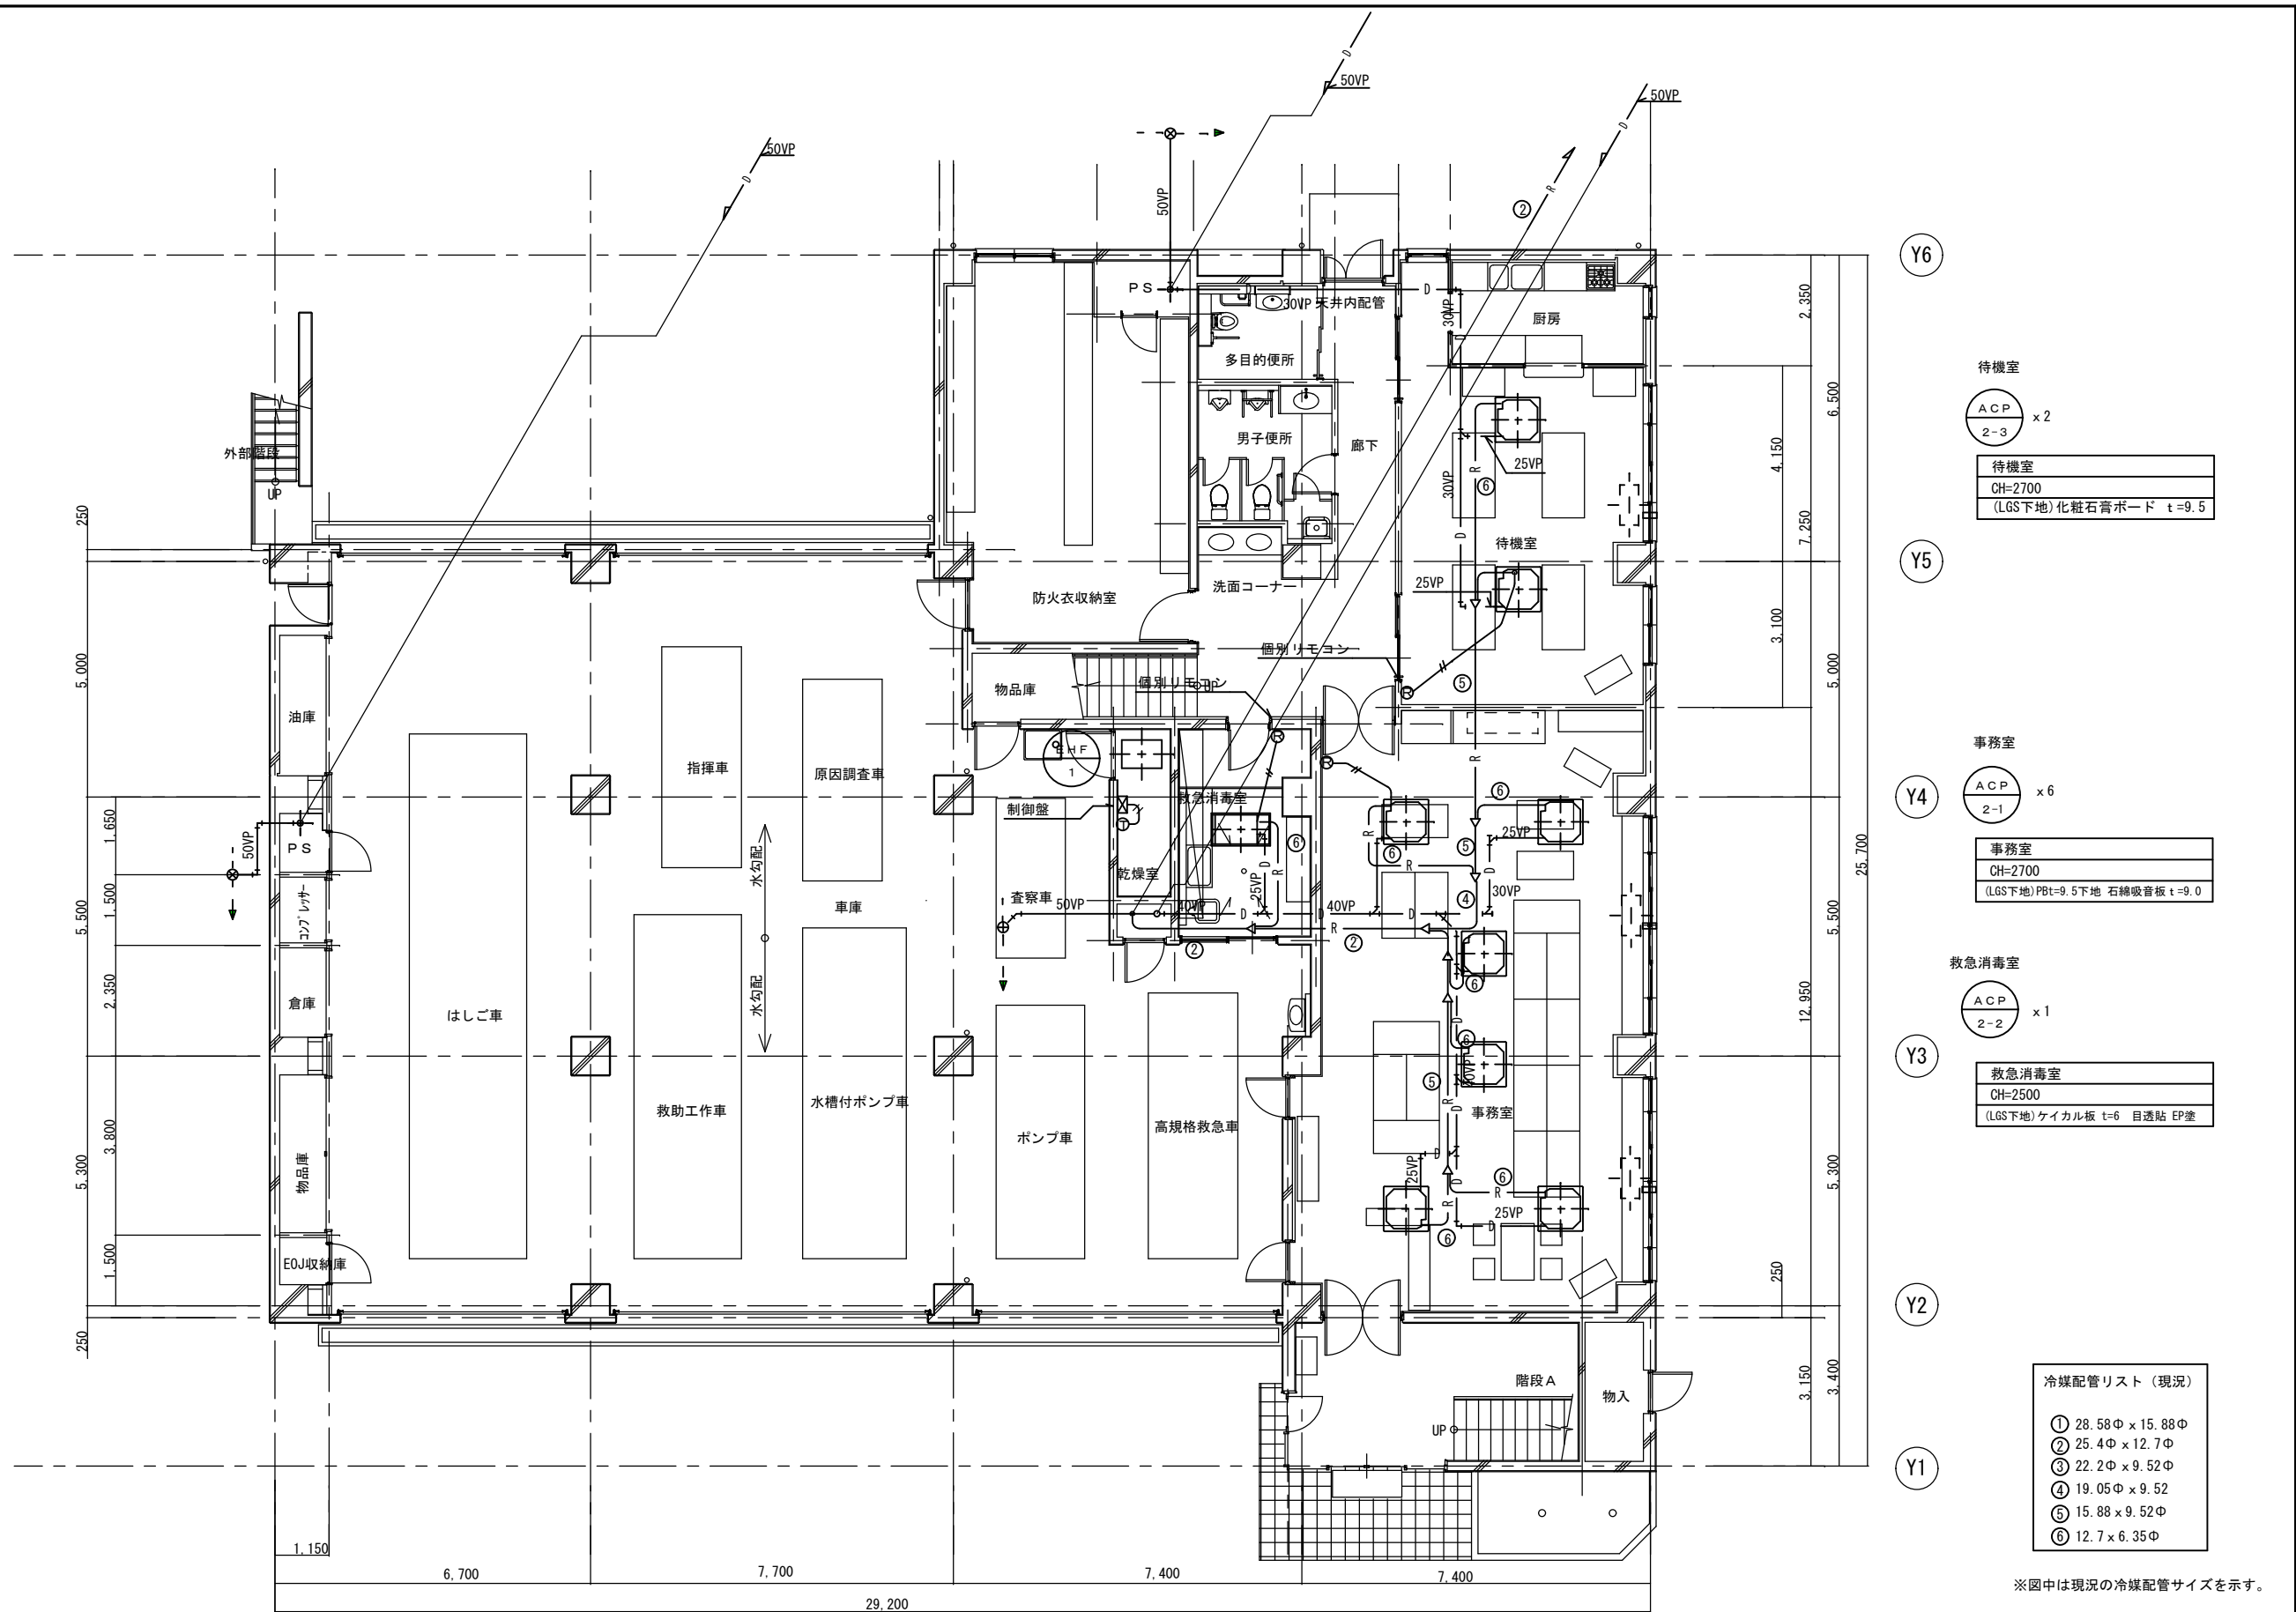 50VP
D
50VP
D
50VP
D
50VP
D
R
②
50VP
Y6
PS
30VP 天井内配管
D
30VP
厨房
2,350
多目的便所
6,500
待機室
ACP
2-3
x2
男子便所
廊下
4,150
外部階段
UP
25VP
R
⑥
30VP
待機室
CH=2700
(LGS下地)化粧石膏ボード t=9.5
250
7,250
待機室
D
Y5
25VP
防火衣収納室
洗面コーナー
3,100
5,000
5,000
個別リモコン
R
⑤
物品庫
個別リモコン
UP
R
油庫
EHF
1
R
R
R
事務室
ACP
2-1
x6
指揮車
原因調査車
救急消毒室
制御盤
T
Y4
⑥
⑥
25VP
R
⑥
⑤
R
D
50VP
PS
1,650
水勾配
乾燥室
D
R
25VP
事務室
CH=2700
(LGS下地)PBt=9.5下地 石綿吸音板 t=9.0
25,700
コンプレッサー
1,500
5,500
車庫
査察車
50VP
40VP
D
D
40VP
D
④
30VP
5,500
R
②
②
救急消毒室
ACP
2-2
x1
倉庫
2,350
はしご車
水勾配
⑥
12,950
D
⑥
Y3
救急消毒室
CH=2500
(LGS下地)ケイカル板 t=6 目透貼 EP塗
⑤
R
D
救助工作車
水槽付ポンプ車
ポンプ車
高規格救急車
事務室
3,800
5,300
物品庫
D
25VP
D
⑥
R
5,300
R
25VP
D
⑥
EOJ収納庫
1,500
250
Y2
250
3,150
3,400
階段A
物入
UP
Y1
冷媒配管リスト(現況)
① 28.58Φ x 15.88Φ
② 25.4Φ x 12.7Φ
③ 22.2Φ x 9.52Φ
④ 19.05Φ x 9.52
⑤ 15.88 x 9.52Φ
⑥ 12.7 x 6.35Φ
1,150
6,700
7,700
7,400
7,400
29,200
※図中は現況の冷媒配管サイズを示す。